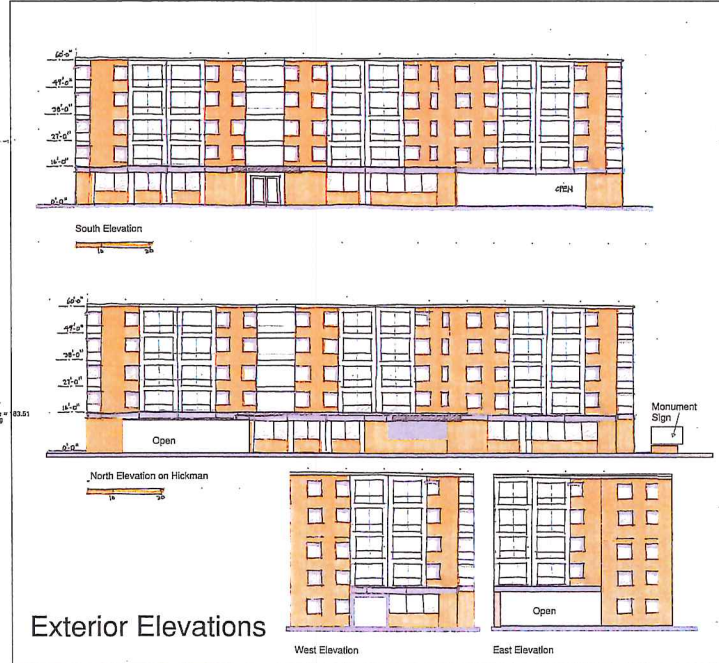 60'-0"
49'-0"
38'-0"
27'-0"
16'-0"
OPEN
0'-0"
South Elevation
10 20
60'-0"
49'-0"
38'-0"
27'-0"
16'-0"
183.51
Monument
Sign
Open
0'-0"
North Elevation on Hickman
10 20
Open
Exterior Elevations
West Elevation
East Elevation